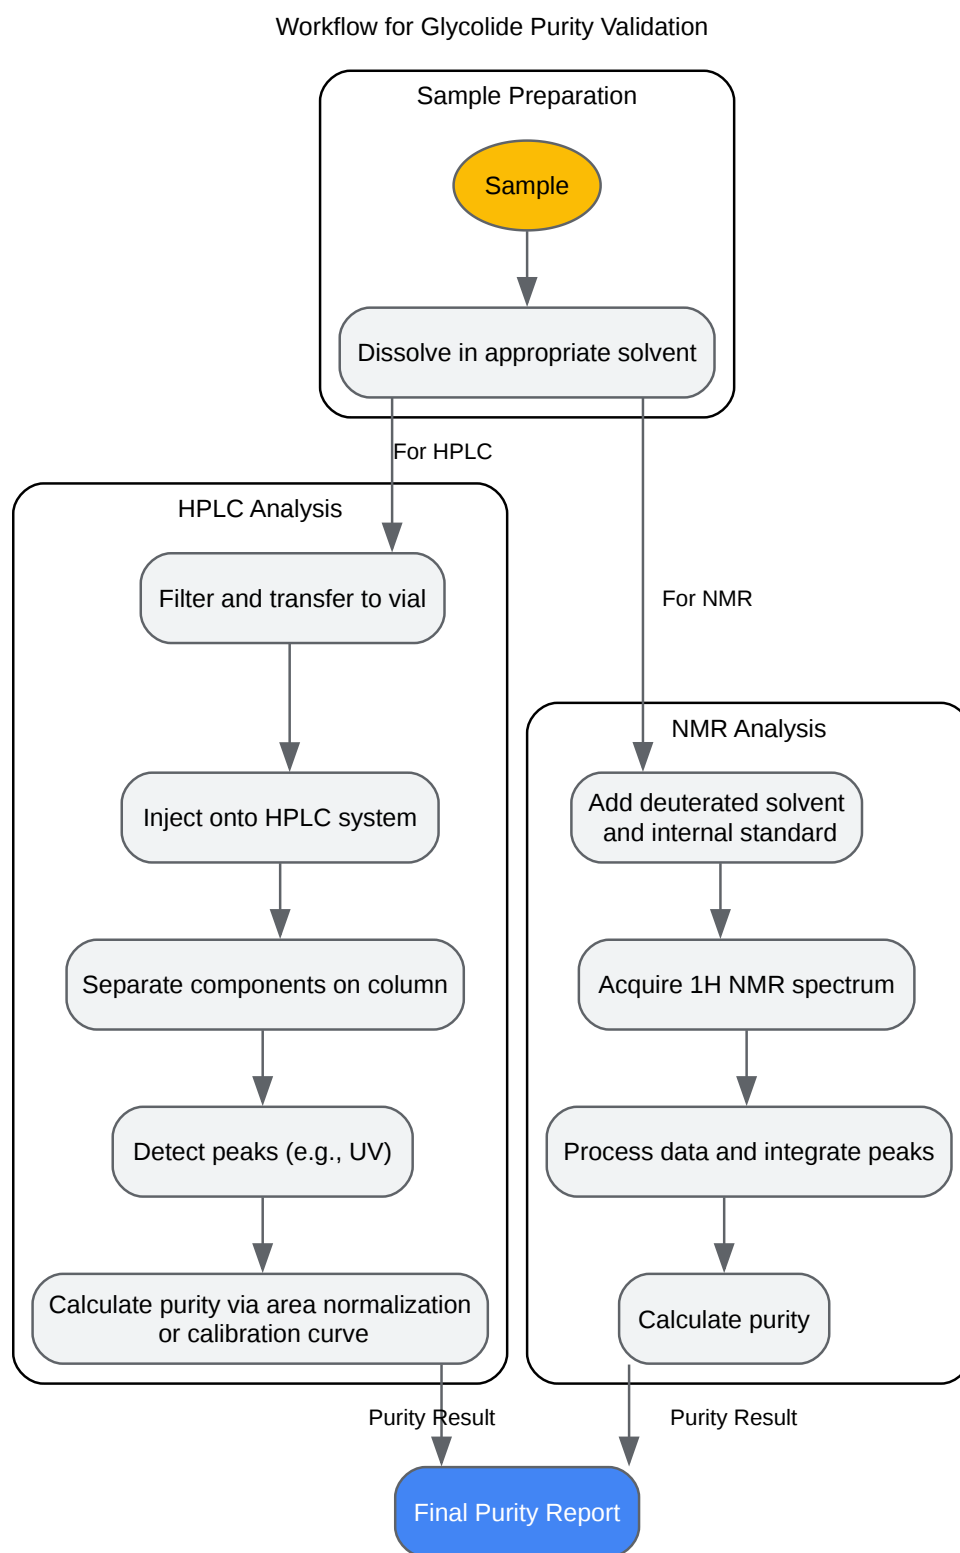 Workflow for Glycolide Purity Validation
Sample Preparation
Sample
Dissolve in appropriate solvent
For HPLC
HPLC Analysis
Filter and transfer to vial
Inject onto HPLC system
Separate components on column
Detect peaks (e.g., UV)
Calculate purity via area normalization
or calibration curve
Purity Result
For NMR
NMR Analysis
Add deuterated solvent
and internal standard
Acquire 1H NMR spectrum
Process data and integrate peaks
Calculate purity
Purity Result
Final Purity Report